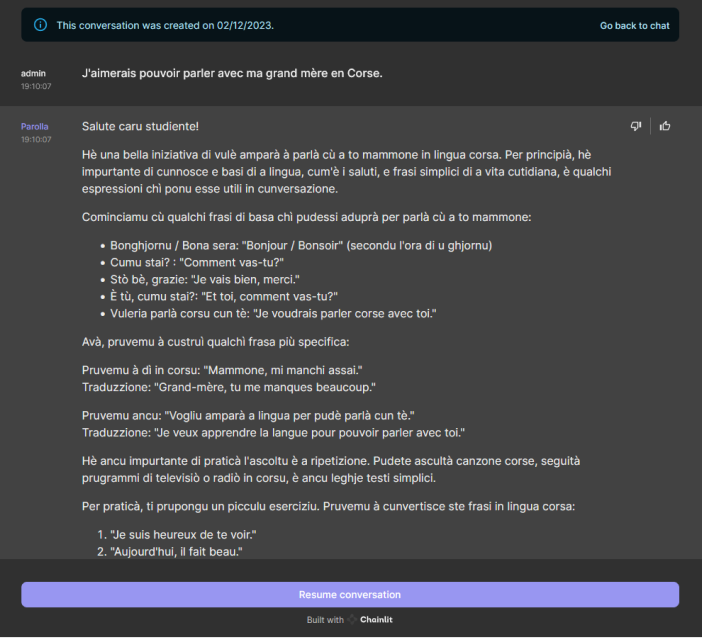 This conversation was created on 02/12/2023.
Go back to chat
admin
19:10:07
J'aimerais pouvoir parler avec ma grand mère en Corse.
Parolla
19:10:07
Salute caru studiente!
Hè una bella iniziativa di vulè amparà à parlà cù a to mammone in lingua corsa. Per principià, hè
impurtante di cunnosce e basi di a lingua, cum'è i saluti, e frasi simplici di a vita cutidiana, è qualchi
espressioni chì ponu esse utili in cunversazione.
Cominciamu cù qualchi frasi di basa chì pudessi aduprà per parlà cù a to mammone:
• Bonghjornu / Bona sera: "Bonjour / Bonsoir" (secondu l'ora di u ghjornu)
• Cumu stai? : "Comment vas-tu?"
• Stò bè, grazie: "Je vais bien, merci."
• È tù, cumu stai?: "Et toi, comment vas-tu?"
• Vuleria parlà corsu cun tè: "Je voudrais parler corse avec toi."
Avà, pruvemu à custruì qualchì frasa più specifica:
Pruvemu à dì in corsu: "Mammone, mi manchi assai."
Traduzzione: "Grand-mère, tu me manques beaucoup."
Pruvemu ancu: "Vogliu amparà a lingua per pudè parlà cun tè."
Traduzzione: "Je veux apprendre la langue pour pouvoir parler avec toi."
Hè ancu impurtante di praticà l'ascoltu è a ripetizione. Pudete ascultà canzone corse, seguità
prugrammi di televisiò o radiò in corsu, è ancu leghje testi simplici.
Per praticà, ti prupongu un picculu eserciziu. Pruvemu à cunvertisce ste frasi in lingua corsa:
1. "Je suis heureux de te voir."
2. "Aujourd'hui, il fait beau."
Resume conversation
Built with Chainlit